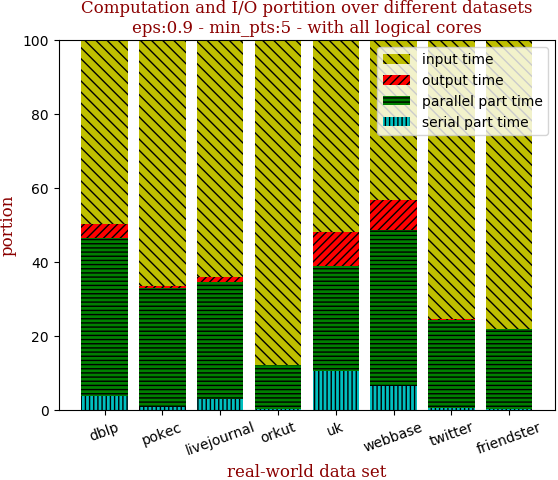 Computation and I/O portition over different datasets
eps:0.9 - min_pts:5 - with all logical cores
100
80
60
40
20
0
portion
input time
output time
parallel part time
serial part time
dblp
pokec
livejournal
orkut
uk
webbase
twitter
friendster
real-world data set